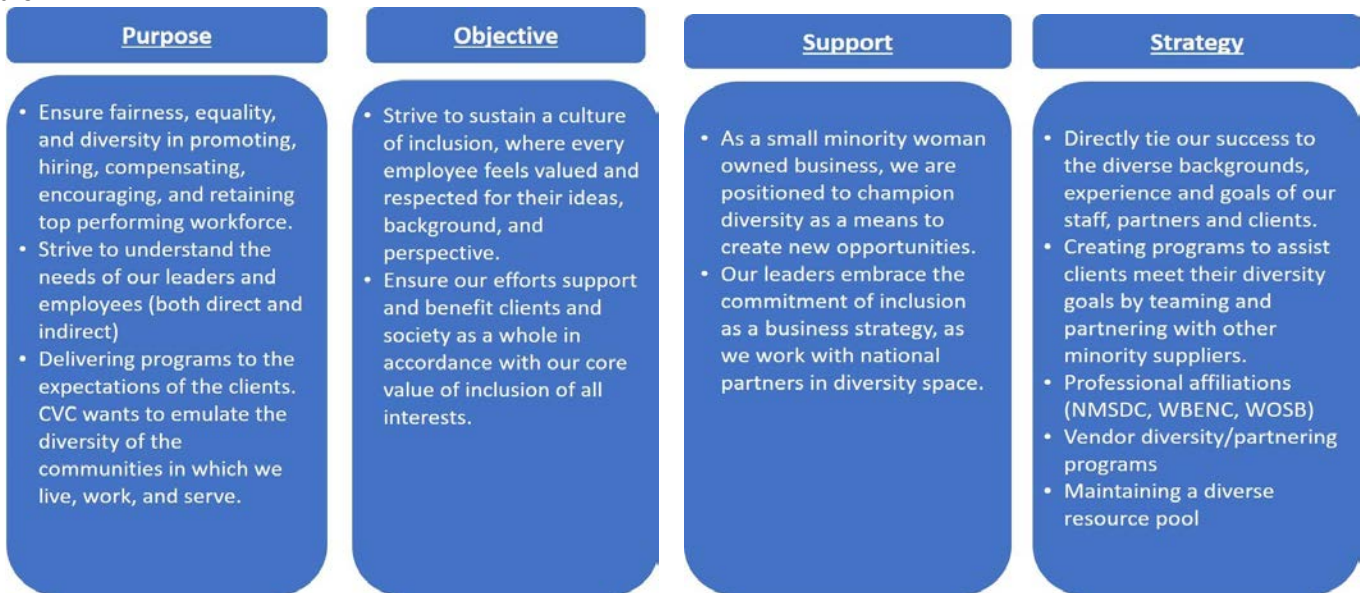 Purpose
• Ensure fairness, equality,
and diversity in promoting,
hiring, compensating,
encouraging, and retaining
top performing workforce.
• Strive to understand the
needs of our leaders and
employees (both direct and
indirect)
• Delivering programs to the
expectations of the clients.
CVC wants to emulate the
diversity of the
communities in which we
live, work, and serve.
Objective
• Strive to sustain a culture
of inclusion, where every
employee feels valued and
respected for their ideas,
background, and
perspective.
• Ensure our efforts support
and benefit clients and
society as a whole in
accordance with our core
value of inclusion of all
interests.
Support
• As a small minority woman
owned business, we are
positioned to champion
diversity as a means to
create new opportunities.
• Our leaders embrace the
commitment of inclusion
as a business strategy, as
we work with national
partners in diversity space.
Strategy
• Directly tie our success to
the diverse backgrounds,
experience and goals of our
staff, partners and clients.
• Creating programs to assist
clients meet their diversity
goals by teaming and
partnering with other
minority suppliers.
• Professional affiliations
(NMSDC, WBENC, WOSB)
• Vendor diversity/partnering
programs
• Maintaining a diverse
resource pool